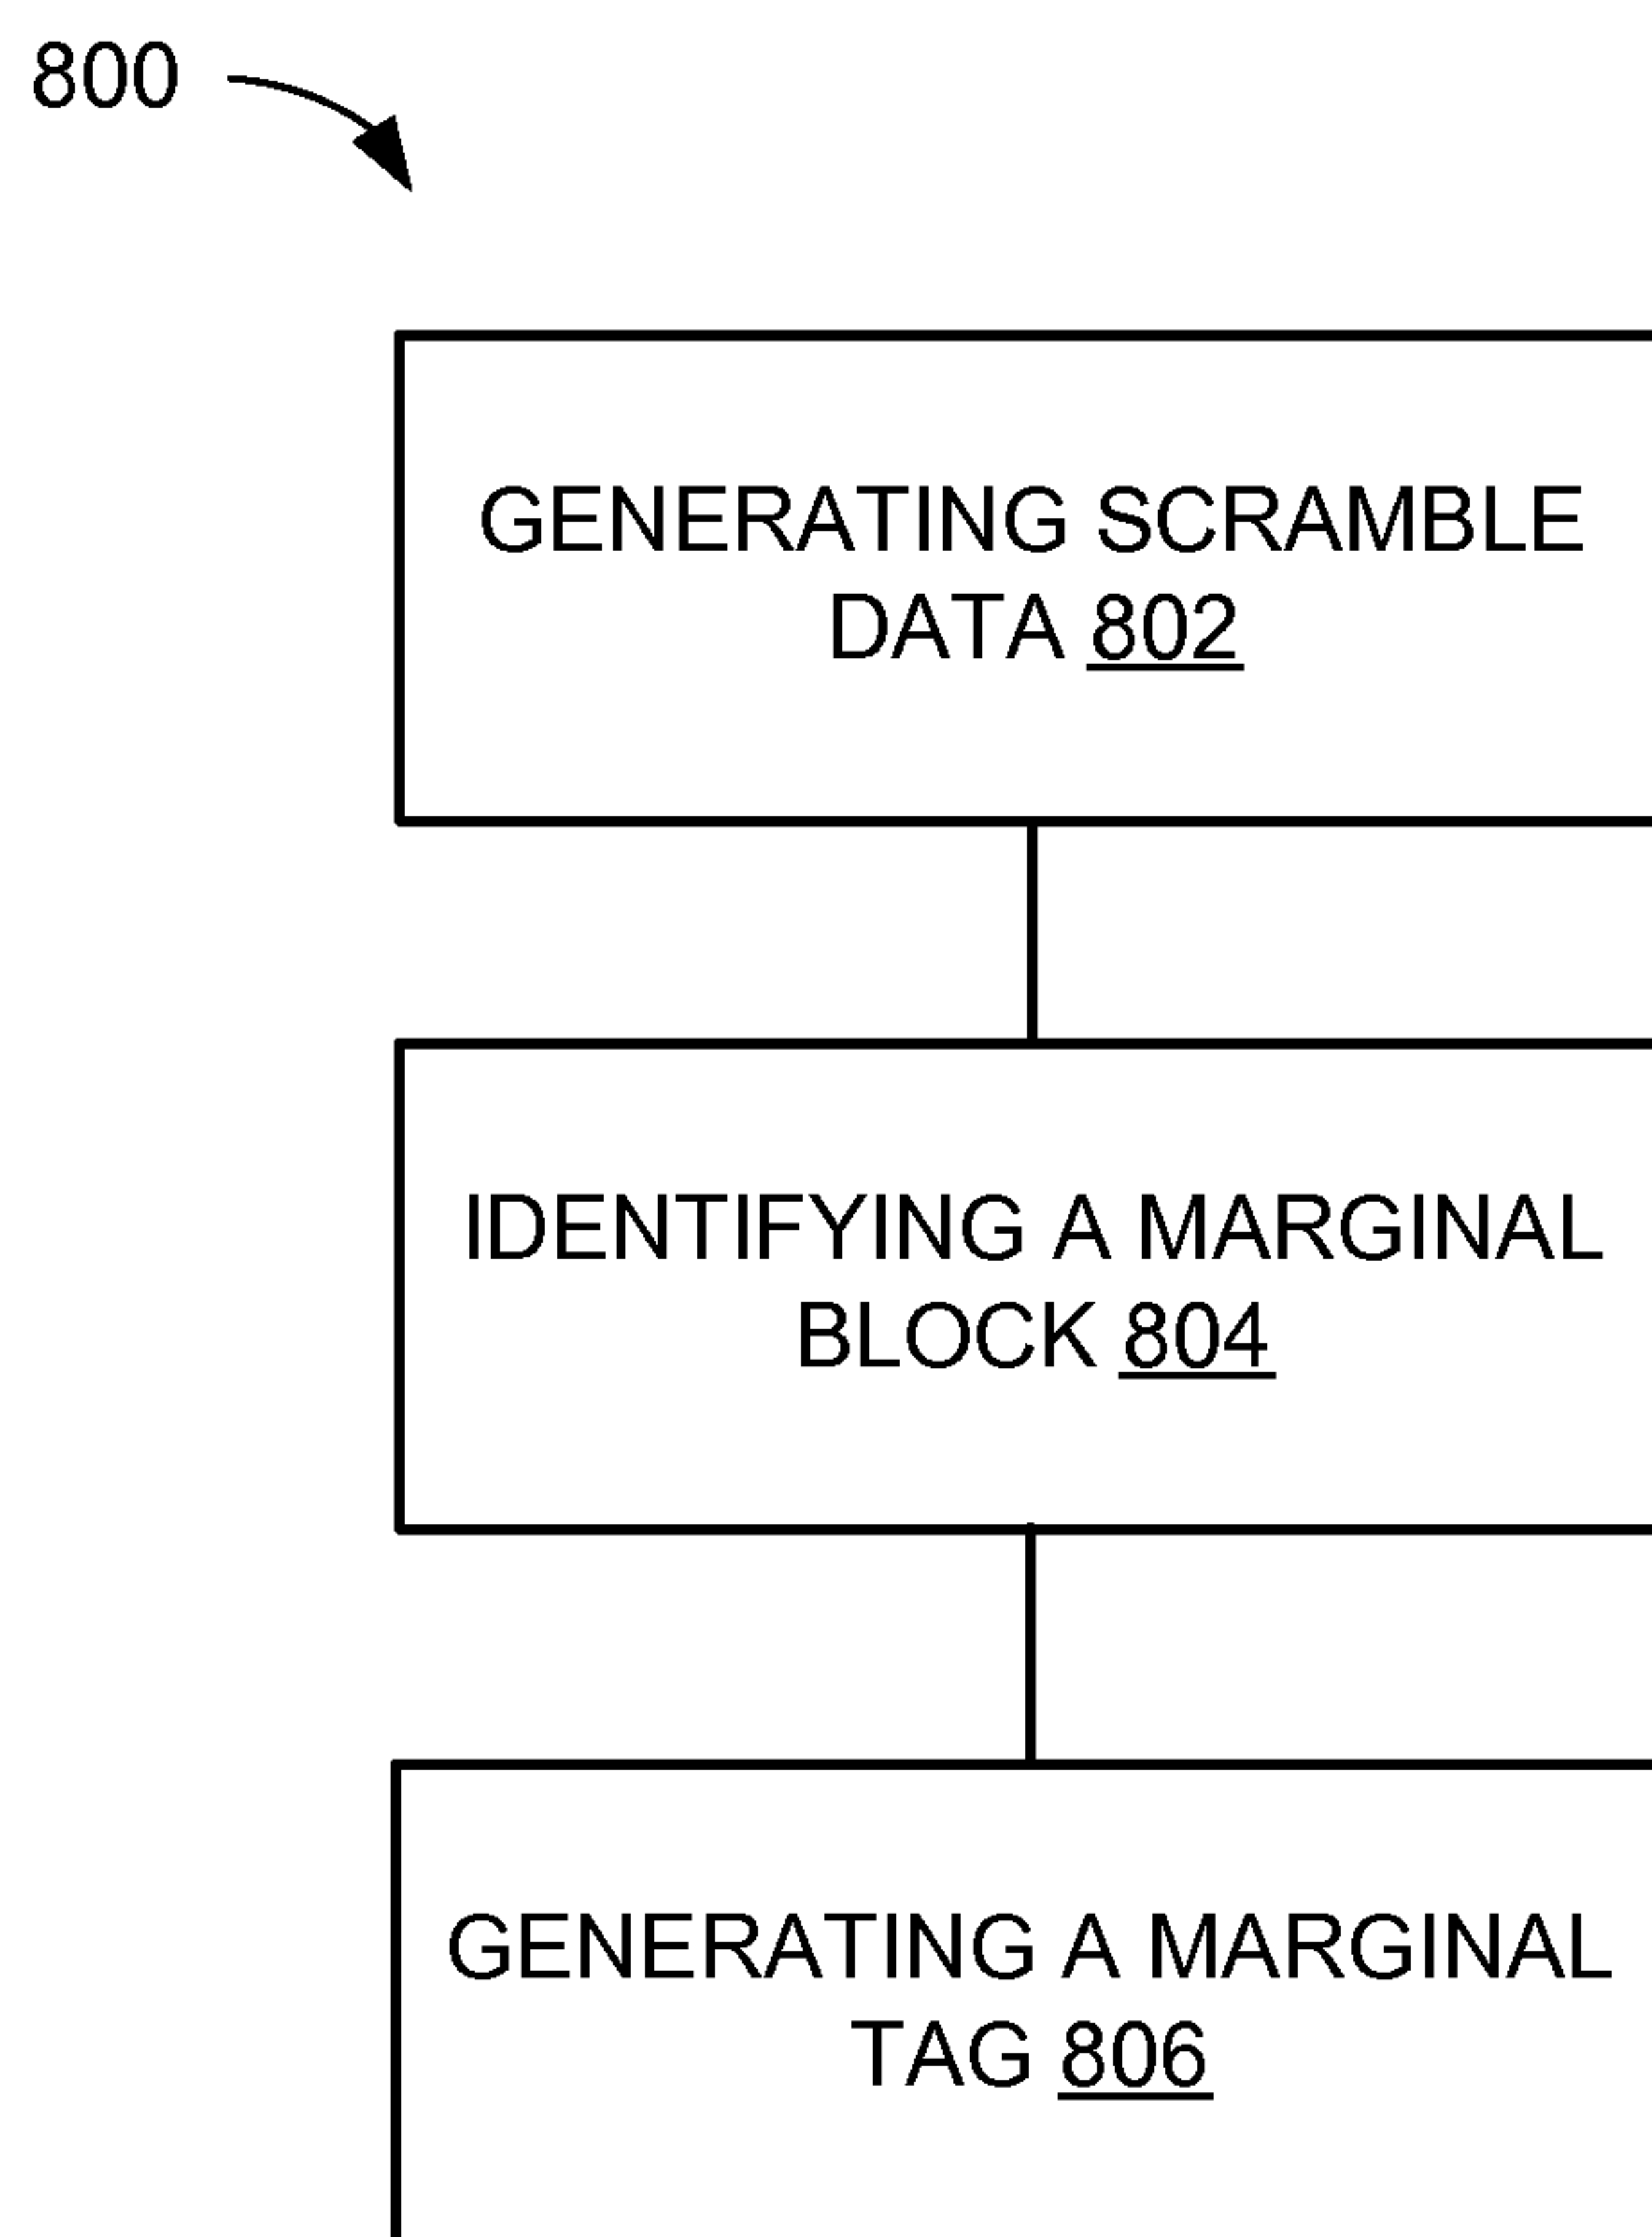 800
GENERATING SCRAMBLE
DATA 802
IDENTIFYING A MARGINAL
BLOCK 804
GENERATING A MARGINAL
TAG 806